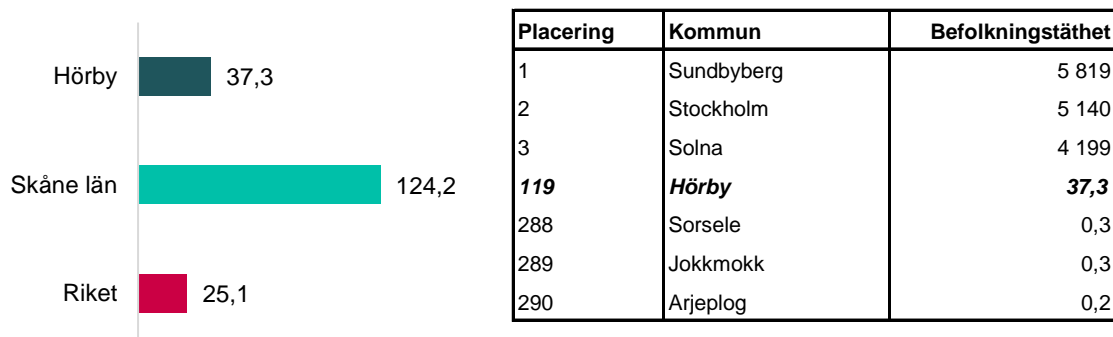 Hörby 37,3
Skåne län 124,2
Riket 25,1
Placering Kommun Befolkningstäthet
1 Sundbyberg 5 819
2 Stockholm 5 140
3 Solna 4 199
119 Hörby 37,3
288 Sorsele 0,3
289 Jokkmokk 0,3
290 Arjeplog 0,2